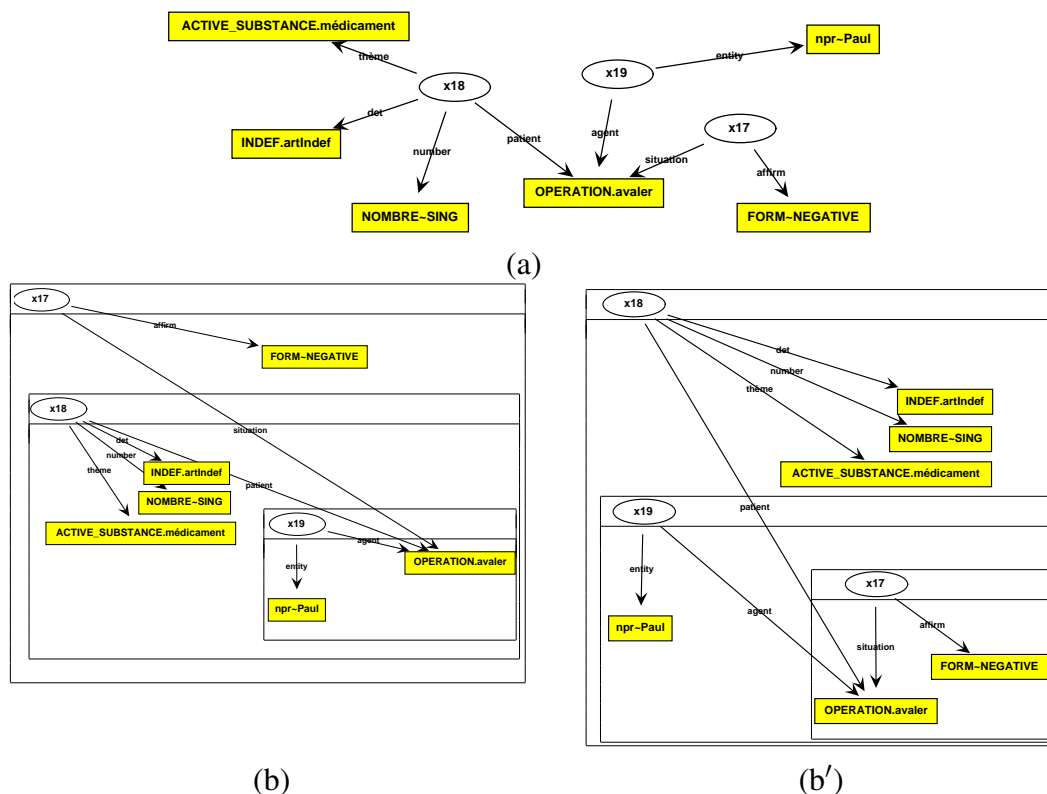 ACTIVE_SUBSTANCE.médicament
npr~Paul
thème
entity
x18
x19
x17
det
INDEF.artIndef
number
patient
agent
situation
affirm
NOMBRE~SING
OPERATION.avaler
FORM~NEGATIVE
(a)
x17
affirm
FORM~NEGATIVE
x18
situation
det
number
thème
INDEF.artIndef
patient
NOMBRE~SING
ACTIVE_SUBSTANCE.médicament
x19
agent
OPERATION.avaler
entity
npr~Paul
(b)
x18
det
number
thème
INDEF.artIndef
NOMBRE~SING
ACTIVE_SUBSTANCE.médicament
x19
patient
entity
x17
agent
npr~Paul
affirm
situation
FORM~NEGATIVE
OPERATION.avaler
(b′)